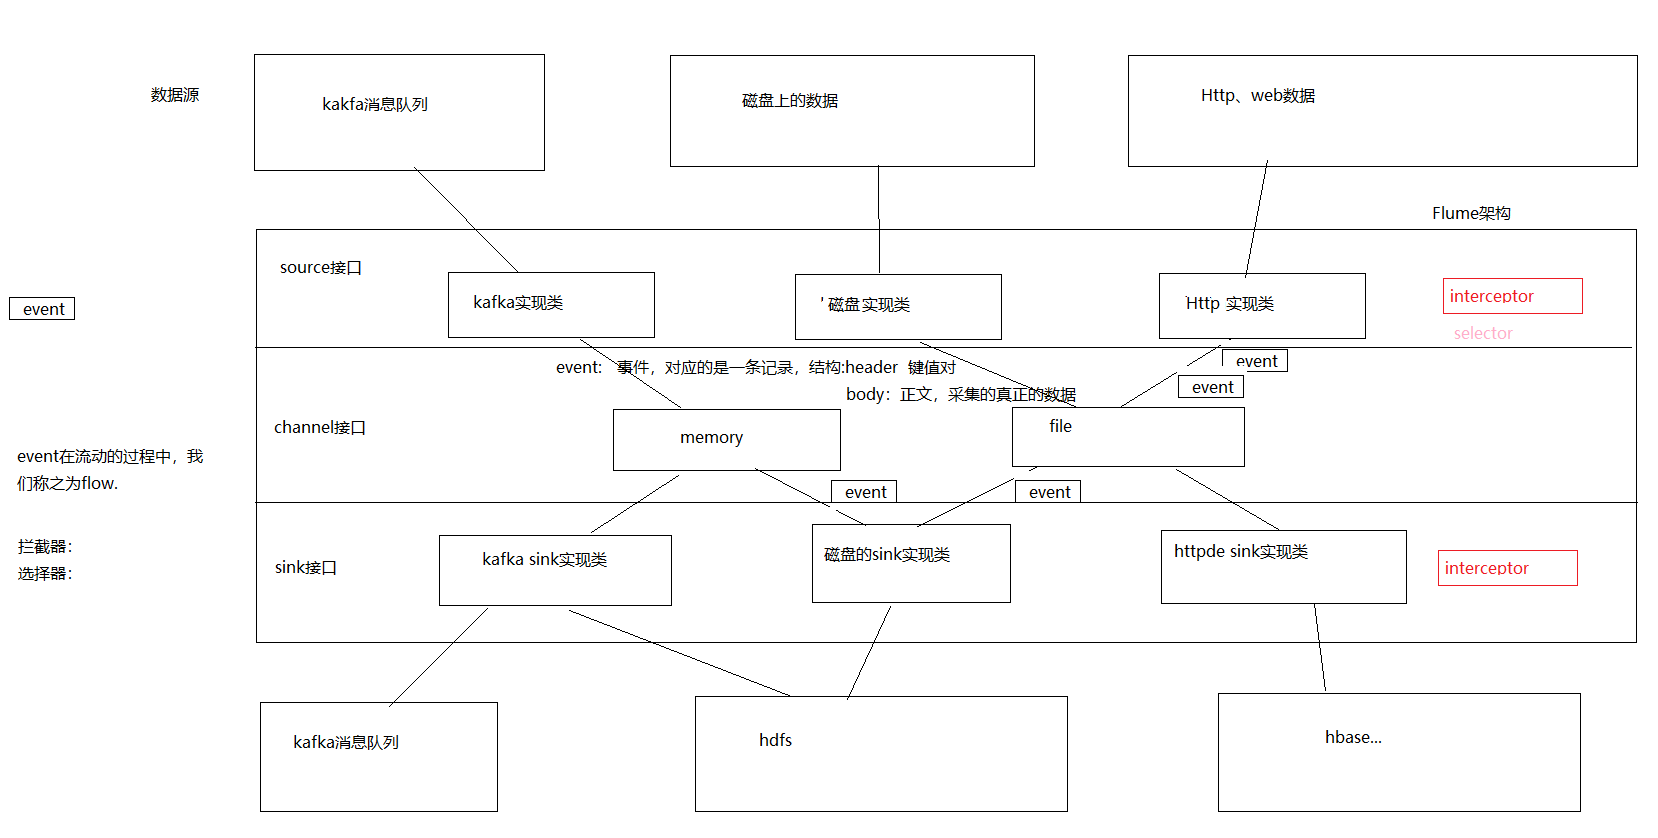 数据源
kakfa消息队列
磁盘上的数据
Http、web数据
Flume架构
source接口
kafka实现类
' 磁盘实现类
Http 实现类
interceptor
event
selector
event： 事件，对应的是一条记录，结构:header 键值对
event
body：正文，采集的真正的数据
event
channel接口
memory
file
event在流动的过程中，我
们称之为flow.
event
event
拦截器：
选择器：
sink接口
kafka sink实现类
磁盘的sink实现类
httpde sink实现类
interceptor
kafka消息队列
hdfs
hbase...